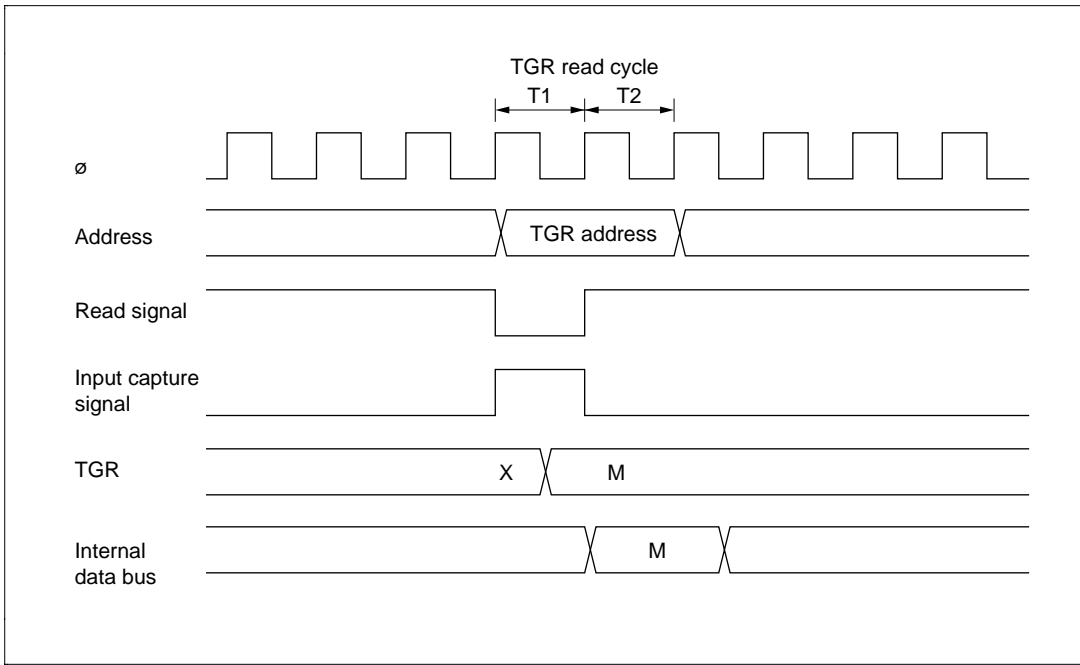 TGR read cycle
T1 T2
ø
Address
TGR address
Read signal
Input capture
signal
TGR
X M
Internal
data bus
M